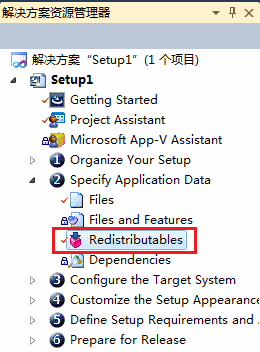 解决方案资源管理器
解决方案“Setup1”(1 个项目)
Setup1
Getting Started
Project Assistant
Microsoft App-V Assistant
1 Organize Your Setup
2 Specify Application Data
Files
Files and Features
Redistributables
Dependencies
3 Configure the Target System
4 Customize the Setup Appearance
5 Define Setup Requirements and A
6 Prepare for Release